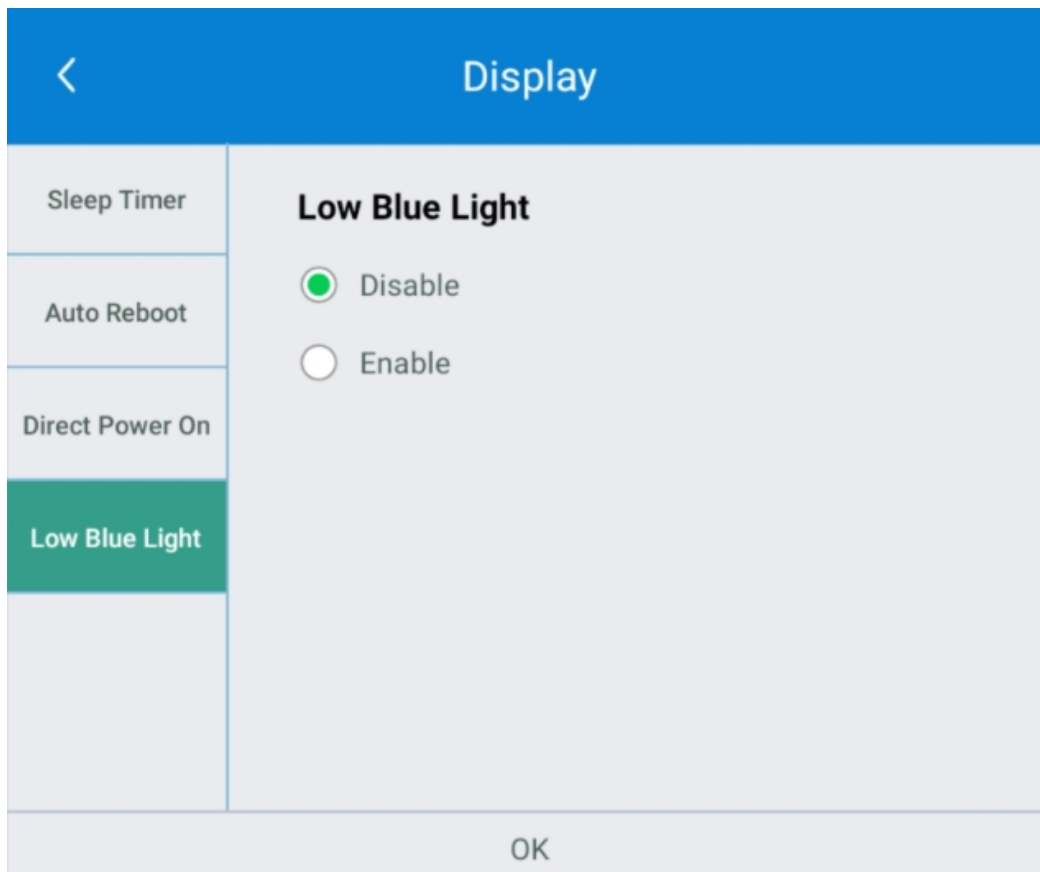 Display
Sleep Timer
Auto Reboot
Direct Power On
Low Blue Light
Low Blue Light
Disable
Enable
OK